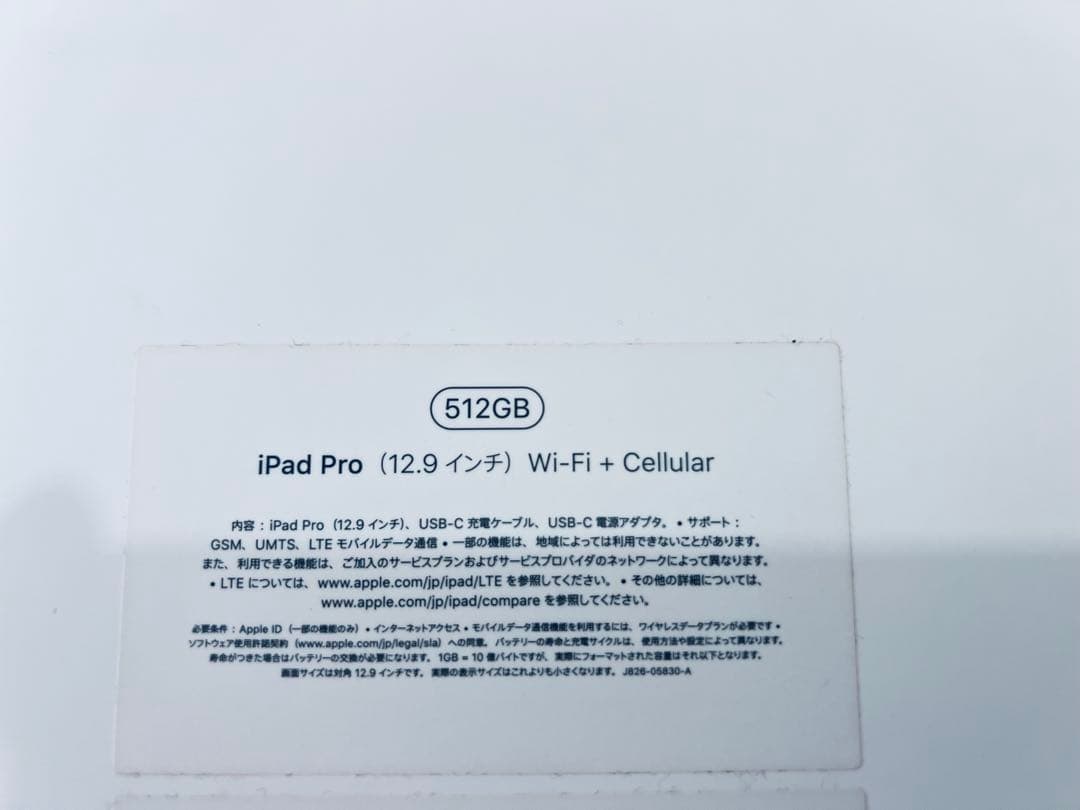 512GB
iPad Pro（12.9 インチ）Wi-Fi + Cellular
内容：iPad Pro（12.9 インチ）、USB-C 充電ケーブル、USB-C 電源アダプタ。• サポート：
GSM、UMTS、LTE モバイルデータ通信 • 一部の機能は、地域によっては利用できないことがあります。
また、利用できる機能は、ご加入のサービスプランおよびサービスプロバイダのネットワークによって異なります。
• LTE については、www.apple.com/jp/ipad/LTE を参照してください。• その他の詳細については、
www.apple.com/jp/ipad/compare を参照してください。
必要条件：Apple ID（一部の機能のみ）• インターネットアクセス • モバイルデータ通信機能を利用するには、ワイヤレスデータプランが必要です •
ソフトウェア使用許諾契約（www.apple.com/jp/legal/sla）への同意。バッテリーの寿命と充電サイクルは、使用方法や設定によって異なります。
寿命がつきた場合はバッテリーの交換が必要になります。1GB = 10 億バイトですが、実際にフォーマットされた容量はそれ以下となります。
画面サイズは対角 12.9 インチです。実際の表示サイズはこれよりも小さくなります。J826-05830-A